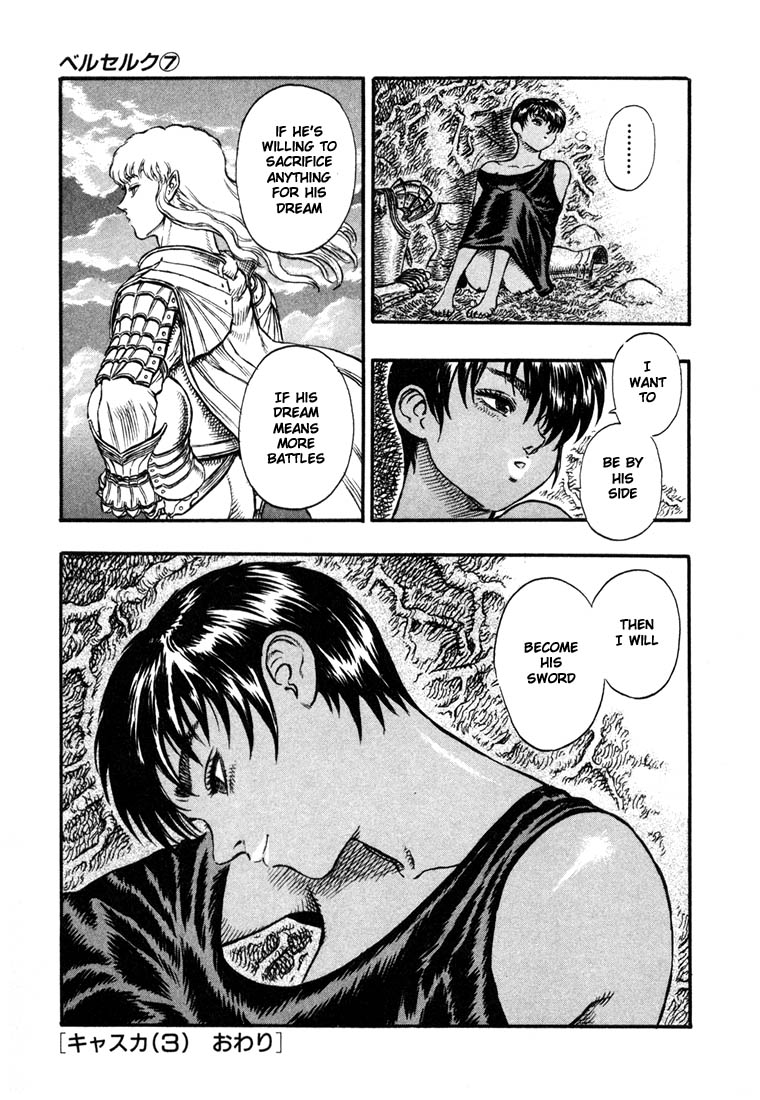 ベルセルク⑦
………
I
WANT
TO
BE BY
HIS
SIDE
IF HE'S
WILLING TO
SACRIFICE
ANYTHING
FOR HIS
DREAM
IF HIS
DREAM
MEANS
MORE
BATTLES
THEN
I WILL
BECOME
HIS
SWORD
[キャスカ(3) おわり]